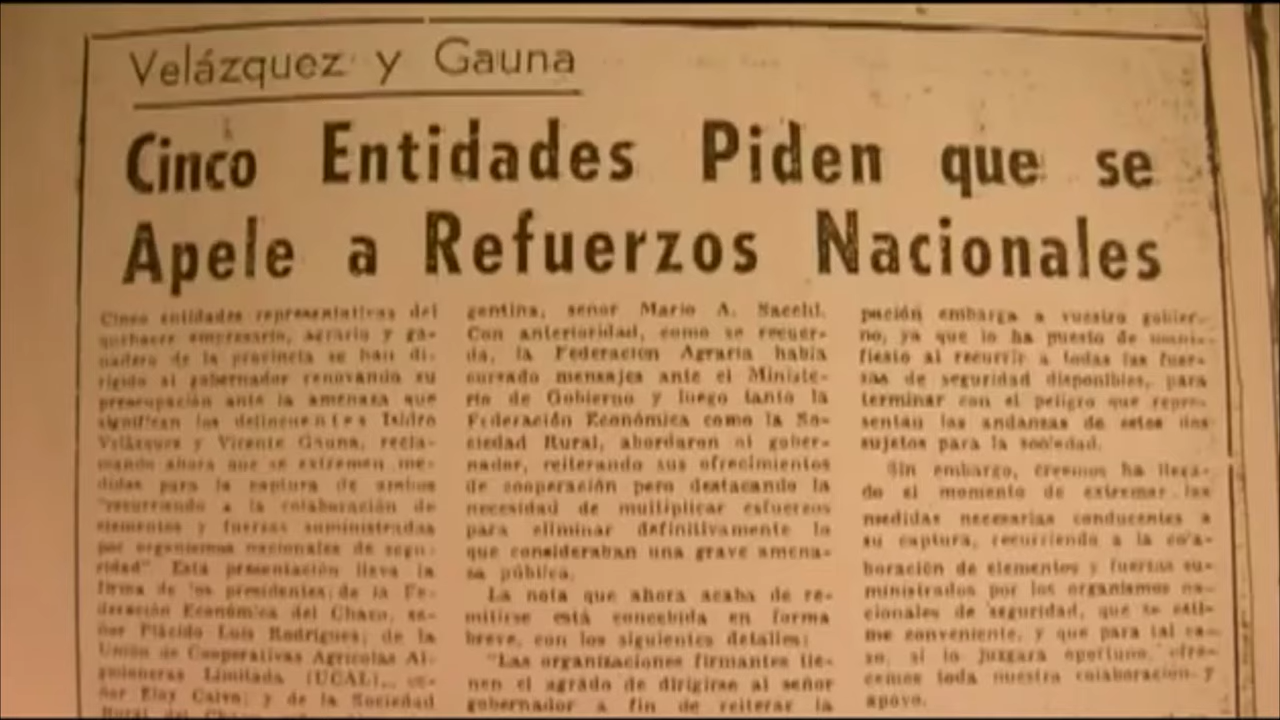 Velázquez y Gauna
Cinco Entidades Piden que se
Apele a Refuerzos Nacionales
Cinco entidades representativas del
quehacer empresario, agrario y ga-
nadero de la provincia se han di-
rigido al gobernador renovando su
preocupación ante la amenaza que
significan los delincuentes Isidro
Velázquez y Vicente Gauna, recla-
mando ahora que se extremen me-
didas para la captura de ambos
"recurriendo a la colaboración de
elementos y fuerzas suministradas
por organismos nacionales de segu-
ridad" Esta presentación lleva la
firma de los presidentes; de la Fe-
deración Económica del Chaco, se-
ñor Plácido Luis Rodríguez; de la
Unión de Cooperativas Agrícolas Al-
godoneras Limitada (UCAL), se-
ñor Eloy Calvo; y de la Sociedad
Rural del Chaco
gentina, señor Mario A.
Con anterioridad, como se recuer-
da, la Federación Agraria había
cursado mensajes ante el Ministe-
rio de Gobierno y luego tanto la
Federación Económica como la So-
ciedad Rural, abordaron al gober-
nador, reiterando sus ofrecimientos
de cooperación pero destacando la
necesidad de multiplicar esfuerzos
para eliminar definitivamente lo
que consideraban una grave amena-
za pública.
La nota que ahora acaba de re-
mitirse está concebida en forma
breve, con los siguientes detalles:
"Las organizaciones firmantes tie-
nen el agrado de dirigirse al señor
gobernador a fin de reiterar la
pación embarga a vuestro gobier-
no, ya que lo ha puesto de mani-
fiesto al recurrir a todas las fuer-
zas de seguridad disponibles, para
terminar con el peligro que repre-
sentan las andanzas de estos dos
sujetos para la sociedad.
Sin embargo, creemos ha llega-
do el momento de extremar las
medidas necesarias conducentes a
su captura, recurriendo a la cola-
boración de elementos y fuerzas su-
ministrados por los organismos na-
cionales de seguridad, que se esti-
me conveniente, y que para tal ca-
so, si lo juzgara oportuno, ofre-
cemos toda nuestra colaboración y
apoyo.